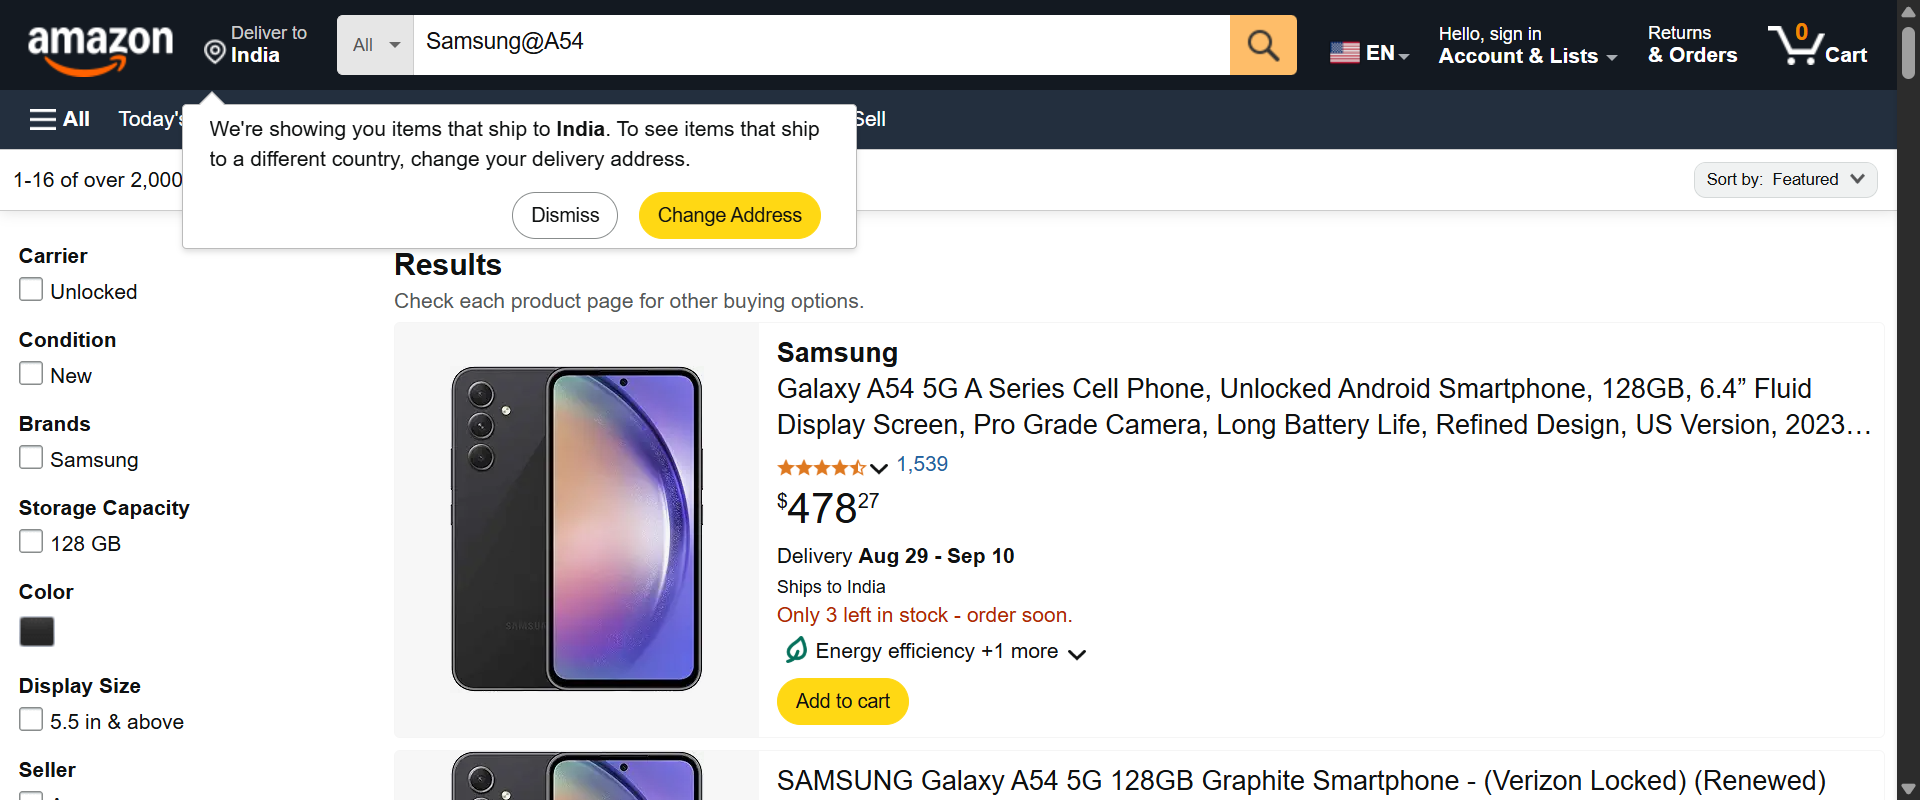 amazon
Deliver to
India
All
Samsung@A54
EN
Hello, sign in
Account & Lists
Returns
& Orders
0
Cart
All
Today's
Sell
We're showing you items that ship to India. To see items that ship
to a different country, change your delivery address.
Dismiss
Change Address
1-16 of over 2,000
Sort by: Featured
Carrier
Unlocked
Condition
New
Brands
Samsung
Storage Capacity
128 GB
Color
Display Size
5.5 in & above
Seller
Results
Check each product page for other buying options.
SAMSUNG
Samsung
Galaxy A54 5G A Series Cell Phone, Unlocked Android Smartphone, 128GB, 6.4” Fluid
Display Screen, Pro Grade Camera, Long Battery Life, Refined Design, US Version, 2023…
1,539
$47827
Delivery Aug 29 - Sep 10
Ships to India
Only 3 left in stock - order soon.
Energy efficiency +1 more
Add to cart
SAMSUNG Galaxy A54 5G 128GB Graphite Smartphone - (Verizon Locked) (Renewed)